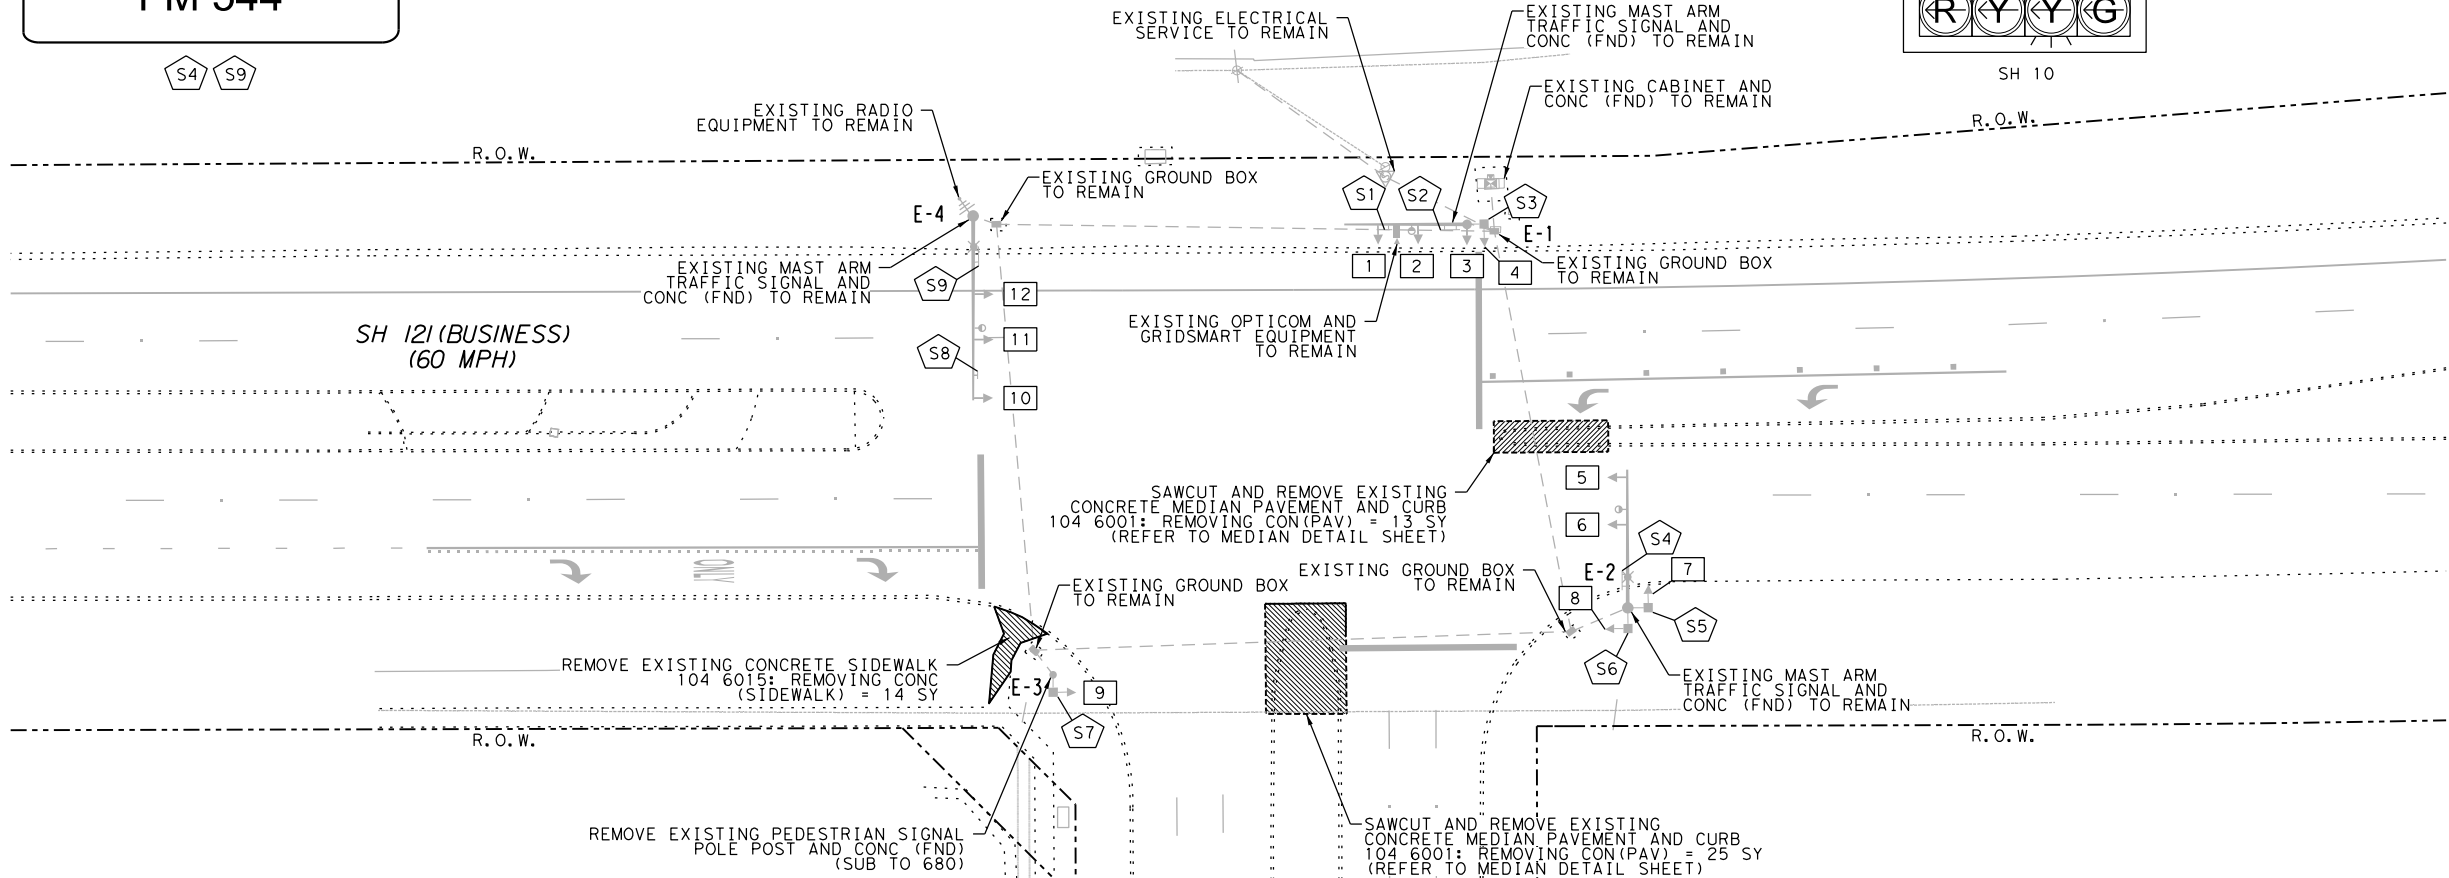 FM 544
S4 S9
R Y Y G
SH 10
EXISTING ELECTRICAL
SERVICE TO REMAIN
EXISTING MAST ARM
TRAFFIC SIGNAL AND
CONC (FND) TO REMAIN
EXISTING CABINET AND
CONC (FND) TO REMAIN
EXISTING RADIO
EQUIPMENT TO REMAIN
R.O.W.
R.O.W.
EXISTING GROUND BOX
TO REMAIN
S1
S2
S3
E-4
E-1
EXISTING MAST ARM
TRAFFIC SIGNAL AND
CONC (FND) TO REMAIN
S9
12
1
2
3
4
EXISTING GROUND BOX
TO REMAIN
SH 121(BUSINESS)
(60 MPH)
11
S8
10
EXISTING OPTICOM AND
GRIDSMART EQUIPMENT
TO REMAIN
SAWCUT AND REMOVE EXISTING
CONCRETE MEDIAN PAVEMENT AND CURB
104 6001: REMOVING CON(PAV) = 13 SY
(REFER TO MEDIAN DETAIL SHEET)
5
6
S4
E-2
7
8
S5
S6
ONLY
EXISTING GROUND BOX
TO REMAIN
EXISTING GROUND BOX
TO REMAIN
REMOVE EXISTING CONCRETE SIDEWALK
104 6015: REMOVING CONC
(SIDEWALK) = 14 SY
E-3
9
S7
EXISTING MAST ARM
TRAFFIC SIGNAL AND
CONC (FND) TO REMAIN
R.O.W.
R.O.W.
REMOVE EXISTING PEDESTRIAN SIGNAL
POLE POST AND CONC (FND)
(SUB TO 680)
SAWCUT AND REMOVE EXISTING
CONCRETE MEDIAN PAVEMENT AND CURB
104 6001: REMOVING CON(PAV) = 25 SY
(REFER TO MEDIAN DETAIL SHEET)